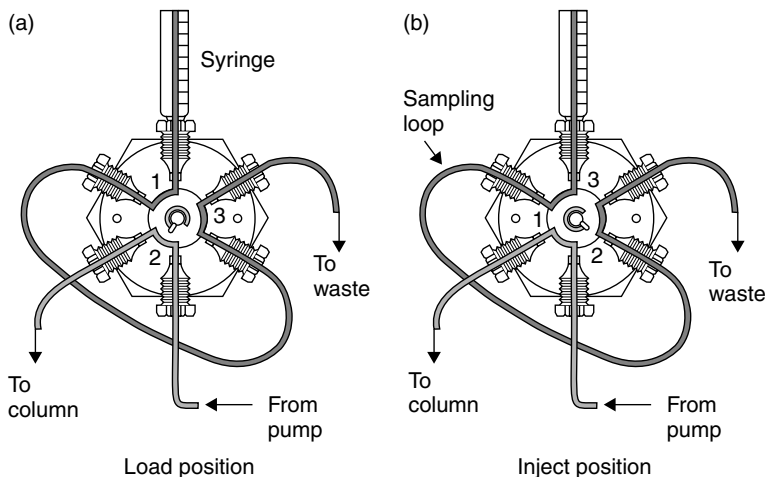 (a)
Syringe
1
3
2
To
waste
To
column
From
pump
Load position
(b)
Sampling
loop
3
1
2
To
waste
To
column
From
pump
Inject position